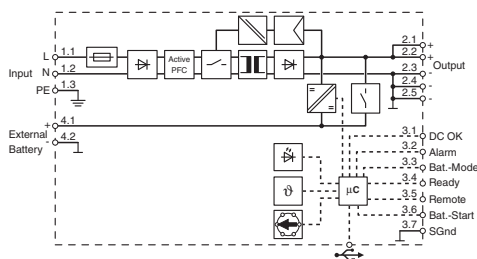 L 1.1
Input N 1.2
PE 1.3
Active
PFC
2.1 +
2.2 +
2.3 - Output
2.4 -
2.5 -
+ 4.1
External
Battery
- 4.2
= =
ϑ
µC
3.1 DC OK
3.2 Alarm
3.3 Bat.-Mode
3.4 Ready
3.5 Remote
3.6 Bat.-Start
3.7 SGnd